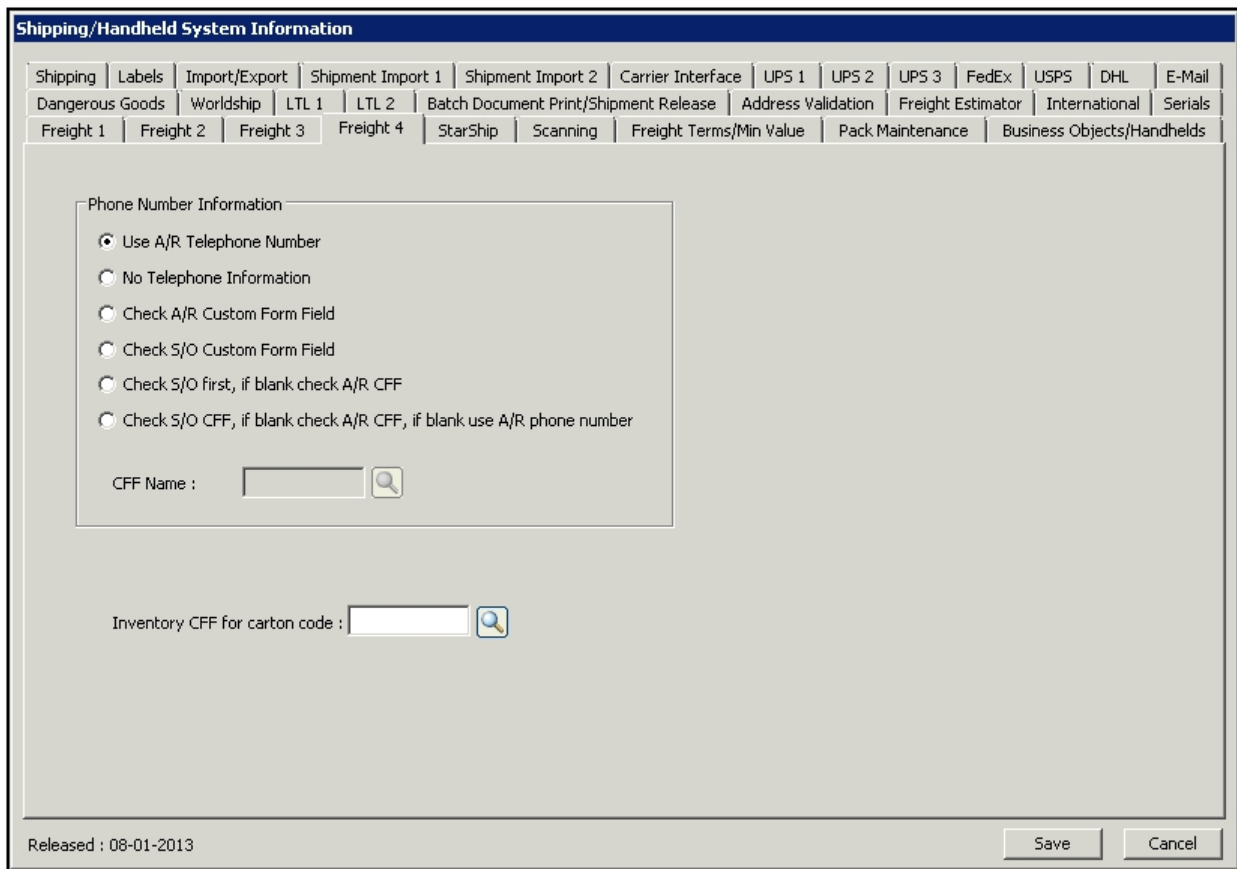 Shipping/Handheld System Information
Shipping Labels Import/Export Shipment Import 1 Shipment Import 2 Carrier Interface UPS 1 UPS 2 UPS 3 FedEx USPS DHL E-Mail
Dangerous Goods Worldship LTL 1 LTL 2 Batch Document Print/Shipment Release Address Validation Freight Estimator International Serials
Freight 1 Freight 2 Freight 3 Freight 4 StarShip Scanning Freight Terms/Min Value Pack Maintenance Business Objects/Handhelds
Phone Number Information
Use A/R Telephone Number
No Telephone Information
Check A/R Custom Form Field
Check S/O Custom Form Field
Check S/O first, if blank check A/R CFF
Check S/O CFF, if blank check A/R CFF, if blank use A/R phone number
CFF Name :
Inventory CFF for carton code :
Released : 08-01-2013 Save Cancel